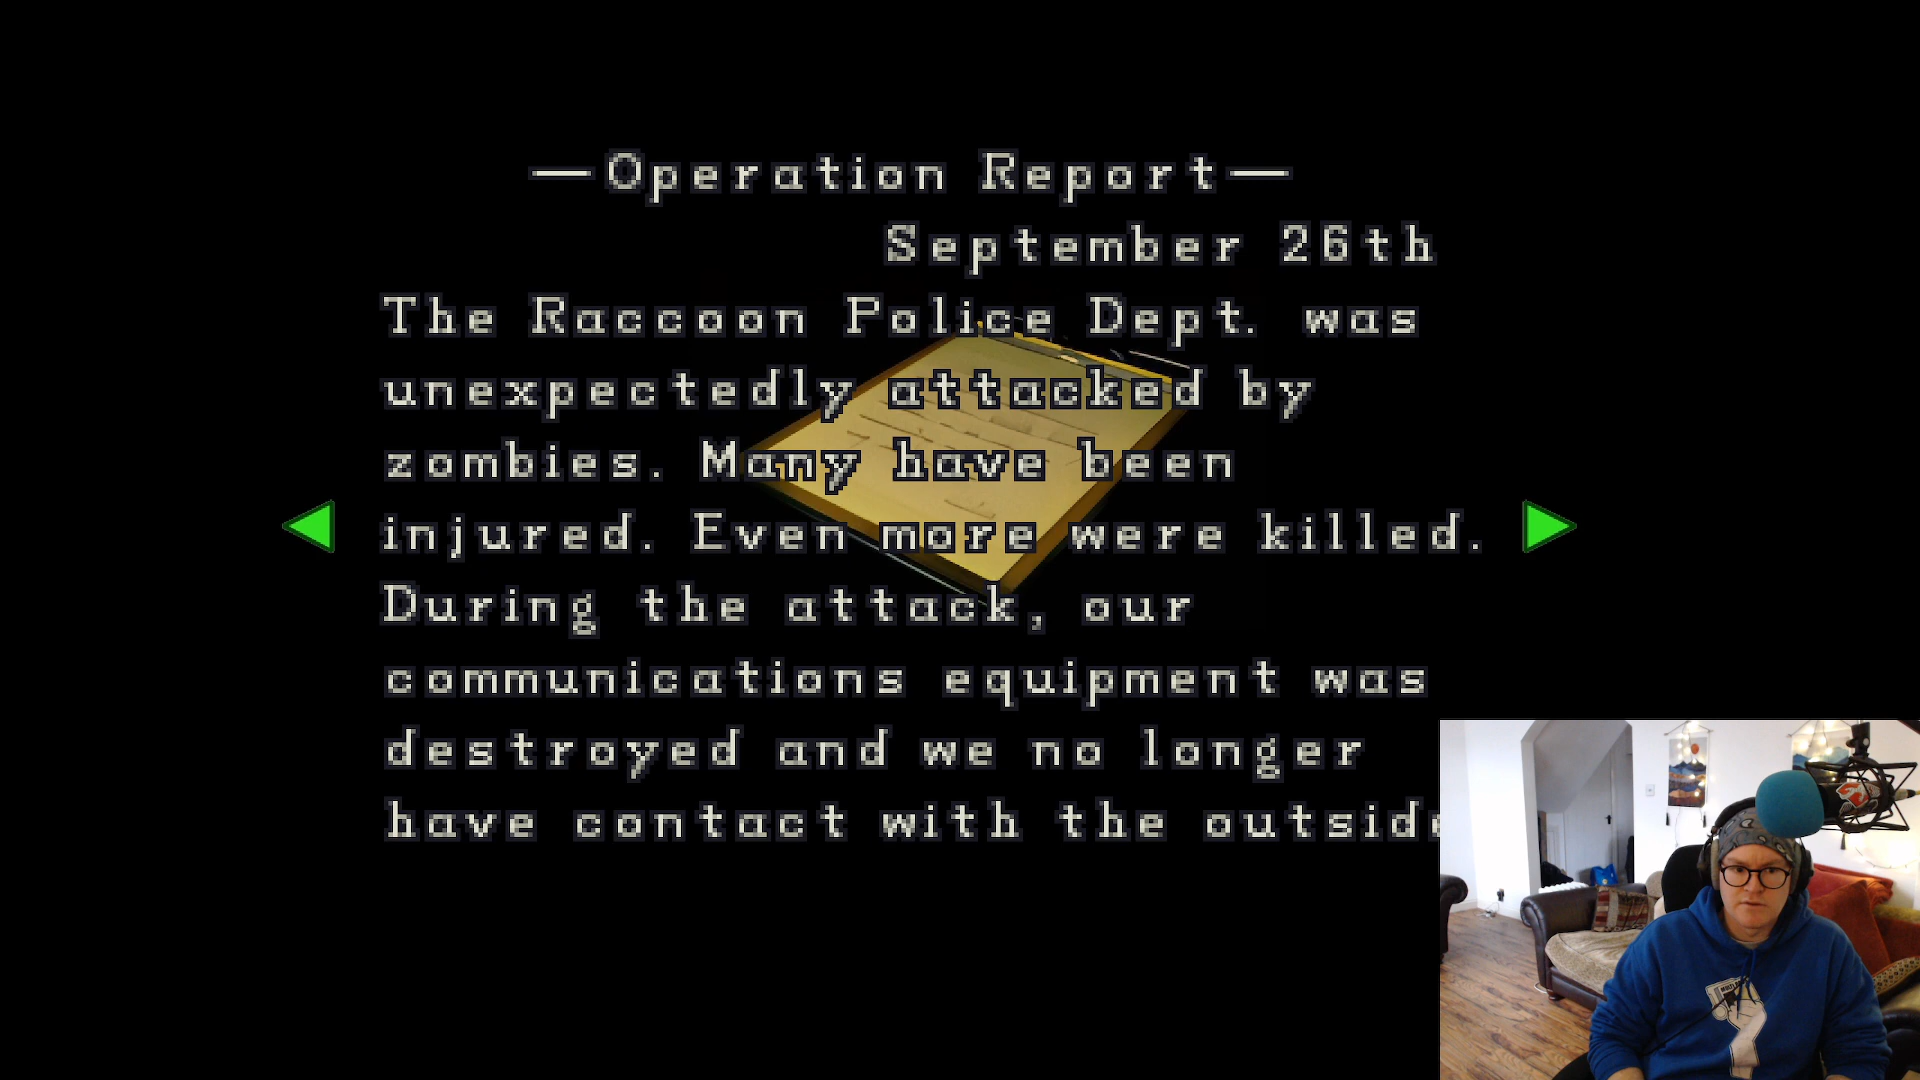 —Operation Report—
September 26th
The Raccoon Police Dept. was
unexpectedly attacked by
zombies. Many have been
injured. Even more were killed.
During the attack, our
communications equipment was
destroyed and we no longer
have contact with the outside